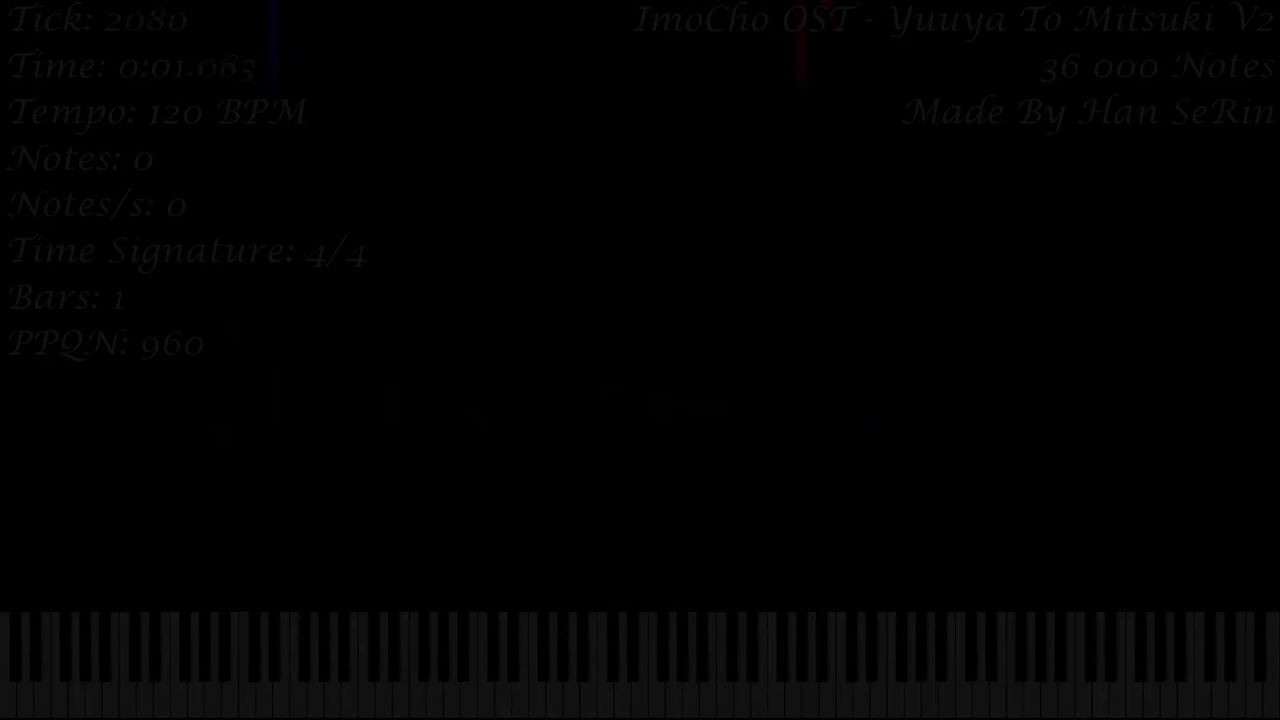 Tick: 2080
Time: 0:01.083
Tempo: 120 BPM
Notes: 0
Notes/s: 0
Time Signature: 4/4
Bars: 1
PPQN: 960
ImoCho OST - Yuuya To Mitsuki V2
36 000 Notes
Made By Han SeRin